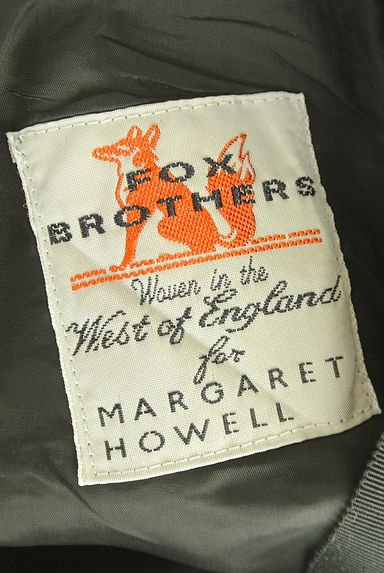 FOX
BROTHERS
Woven in the
West of England
for
MARGARET
HOWELL